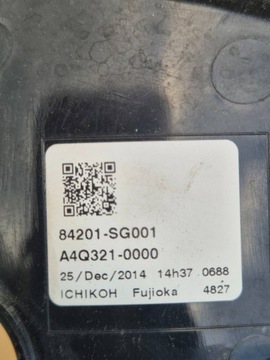 84201-SG001
A4Q321-0000
25/Dec/2014 14h37 0688
ICHIKOH Fujioka 4827